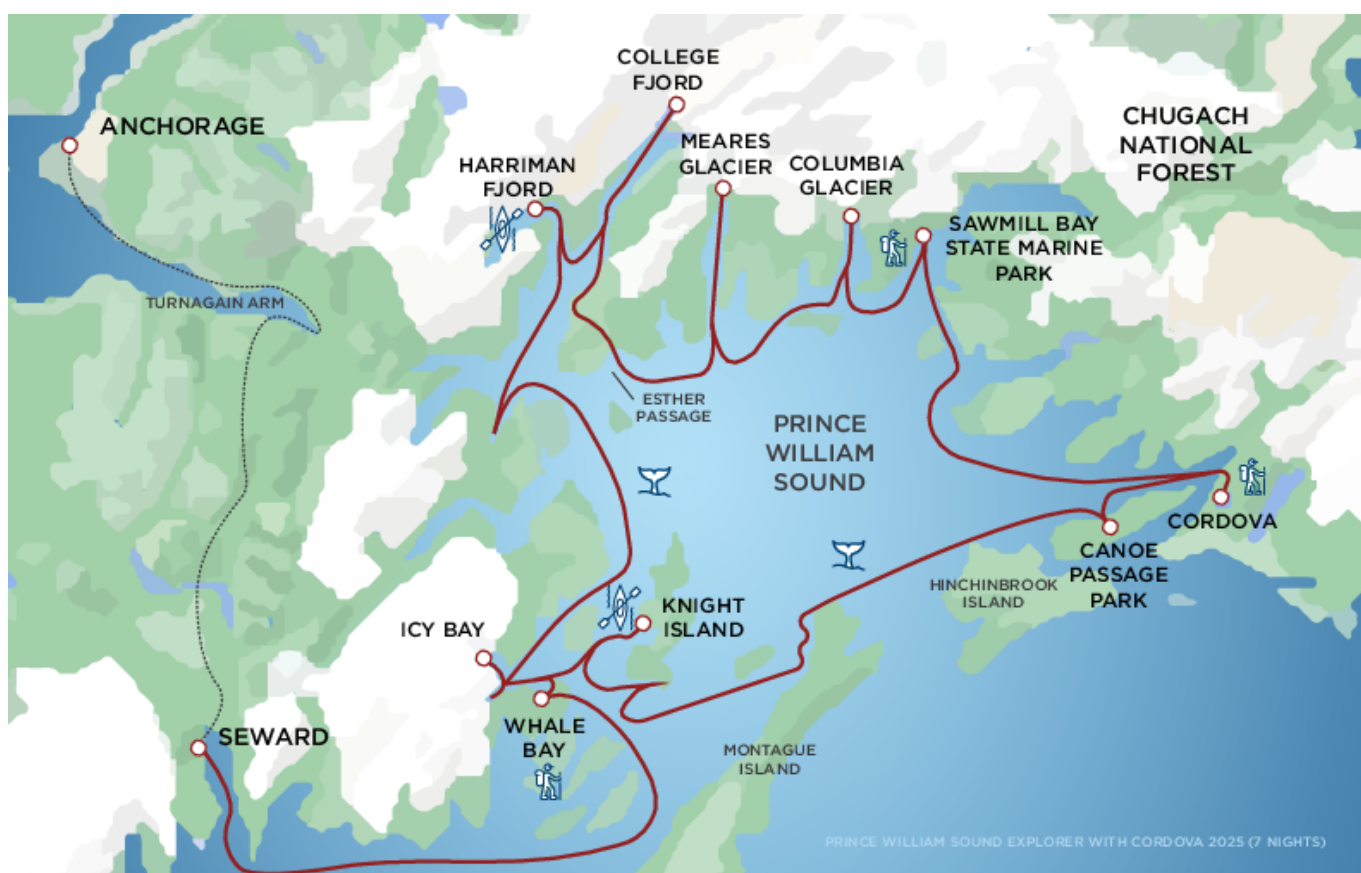 COLLEGE
FJORD
ANCHORAGE
MEARES
GLACIER
HARRIMAN
FJORD
COLUMBIA
GLACIER
CHUGACH
NATIONAL
FOREST
SAWMILL BAY
STATE MARINE
PARK
TURNAGAIN ARM
ESTHER
PASSAGE
PRINCE
WILLIAM
SOUND
CORDOVA
CANOE
PASSAGE
PARK
HINCHINBROOK
ISLAND
KNIGHT
ISLAND
ICY BAY
WHALE
BAY
SEWARD
MONTAGUE
ISLAND
PRINCE WILLIAM SOUND EXPLORER WITH CORDOVA 2025 (7 NIGHTS)